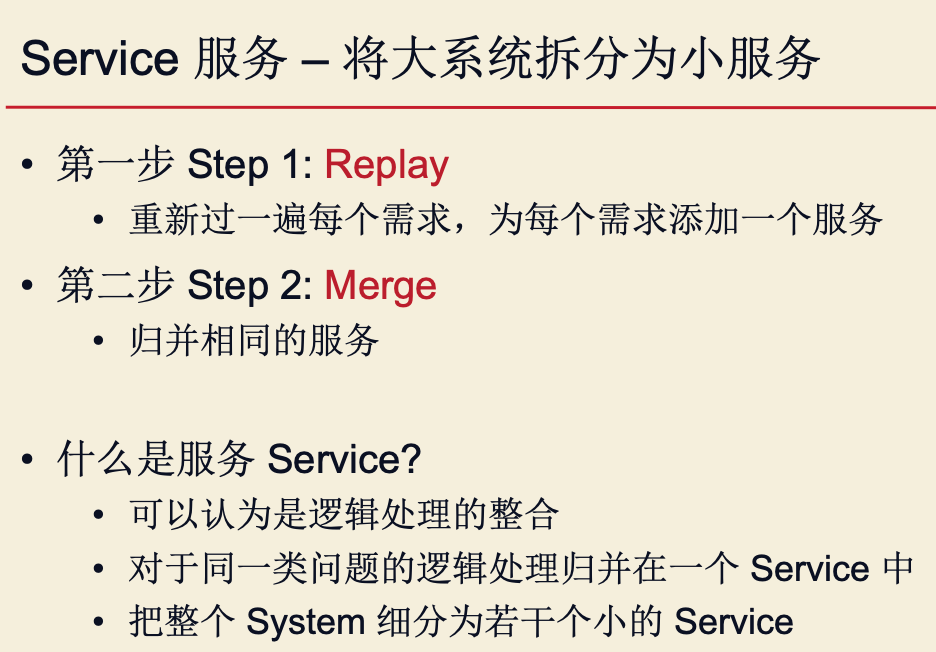 Service 服务 – 将大系统拆分为小服务
• 第一步 Step 1: Replay
• 重新过一遍每个需求，为每个需求添加一个服务
• 第二步 Step 2: Merge
• 归并相同的服务
• 什么是服务 Service?
• 可以认为是逻辑处理的整合
• 对于同一类问题的逻辑处理归并在一个 Service 中
• 把整个 System 细分为若干个小的 Service